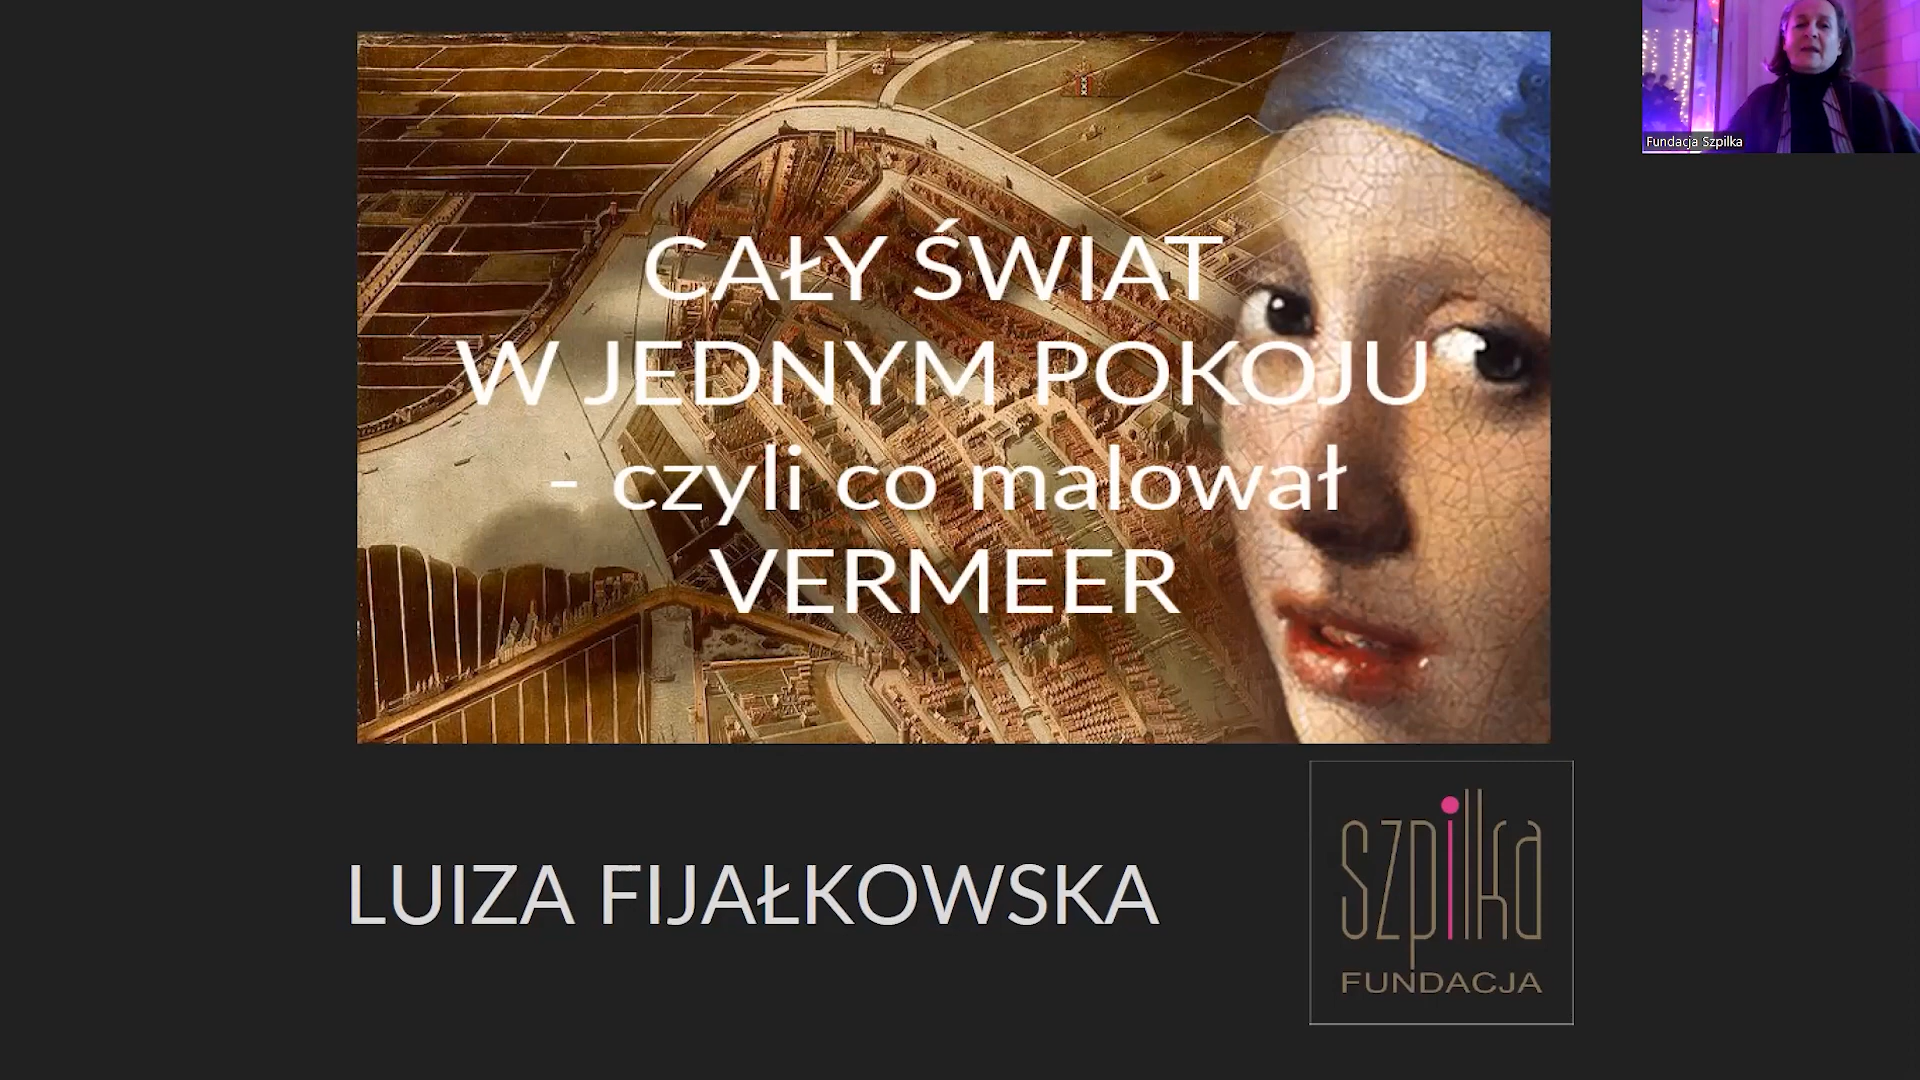 Fundacja Szpilka
CAŁY ŚWIAT
W JEDNYM POKOJU
- czyli co malował
VERMEER
LUIZA FIJAŁKOWSKA
szpilka
FUNDACJA